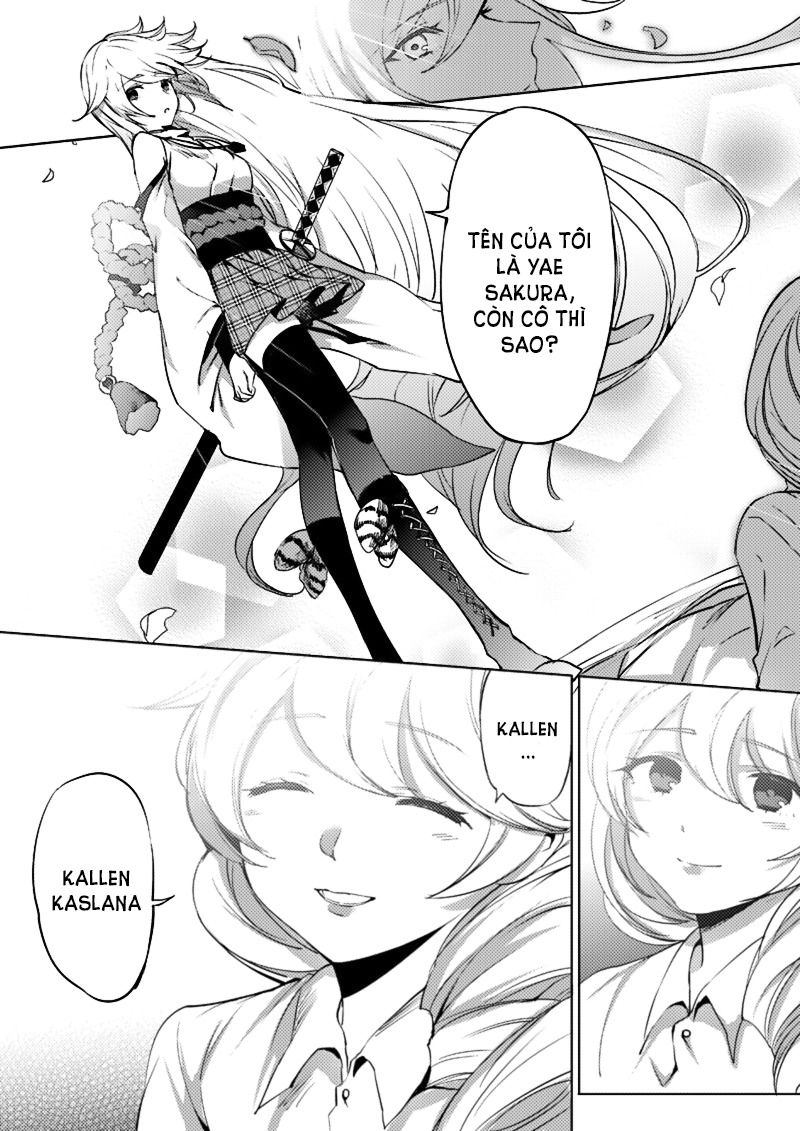 TÊN CỦA TÔI
LÀ YAE
SAKURA,
CÒN CÔ THÌ
SAO?
KALLEN
...
KALLEN
KASLANA